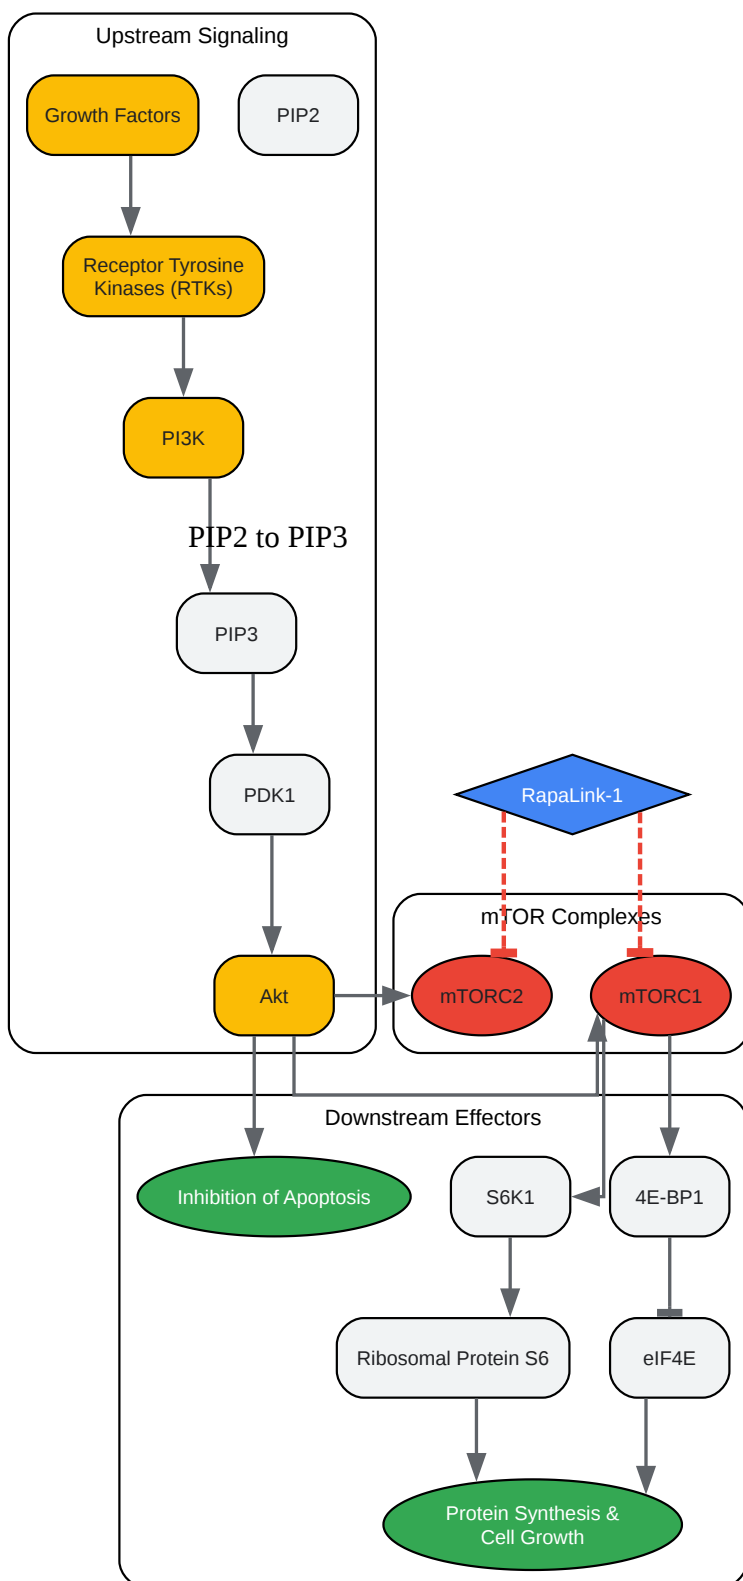 Upstream Signaling
Growth Factors
PIP2
Receptor Tyrosine
Kinases (RTKs)
PI3K
PIP2 to PIP3
PIP3
PDK1
RapaLink-1
mTOR Complexes
Akt
mTORC2
mTORC1
Downstream Effectors
Inhibition of Apoptosis
S6K1
4E-BP1
Ribosomal Protein S6
eIF4E
Protein Synthesis &
Cell Growth